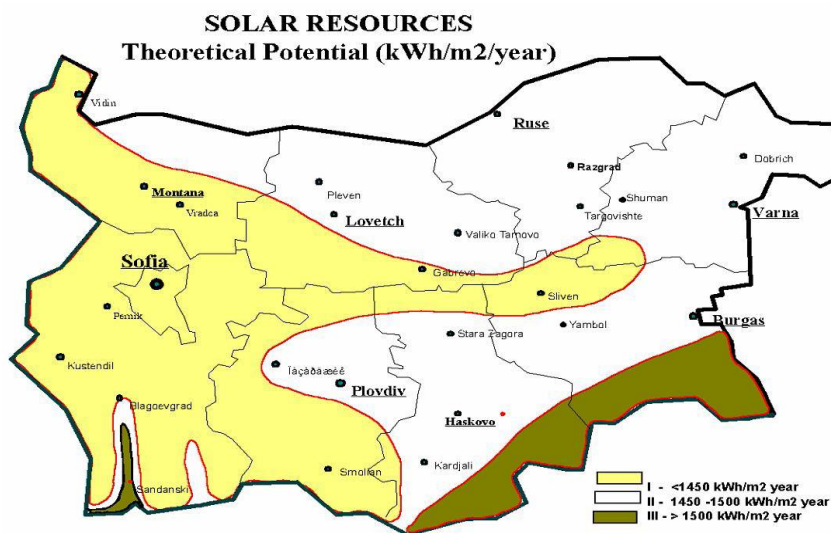 SOLAR RESOURCES
Theoretical Potential (kWh/m2/year)
Vidin
Ruse
Dobrich
Razgrad
Montana
Pleven
Vradca
Lovetch
Targovishte
Shuman
Varna
Valiko Tarnovo
Sofia
Gabrevo
Sliven
Pernik
Burgas
Yambol
Stara Zagora
Kustendil
Ïàçàðäæèê
Plovdiv
Blagoevgrad
Haskovo
Smolian
Kardjali
Sandanski
I - <1450 kWh/m2 year
II - 1450 -1500 kWh/m2 year
III - > 1500 kWh/m2 year